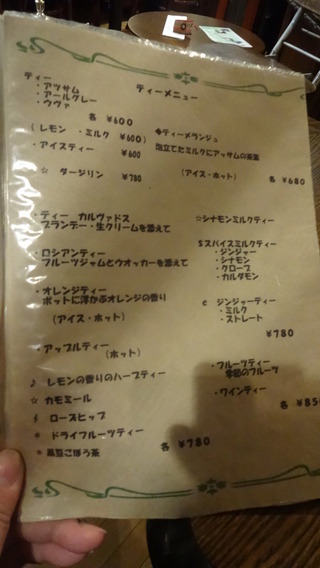 ティーメニュー
ティー
・アッサム
・アールグレー
・ウヴァ
各 ¥600
(レモン ・ミルク ¥600)
・アイスティー ¥600
☆ ダージリン ¥780
◆ティーメランジュ
泡立てたミルクにアッサムの茶葉
(アイス・ホット)
各 ¥680
・ティー カルヴァドス
ブランデー・生クリームを添えて
・ロシアンティー
フルーツジャムとウオッカーを添えて
・オレンジティー
ポットに浮かぶオレンジの香り
(アイス・ホット)
・アップルティー
(ホット)
♪ レモンの香りのハーブティー
☆ カモミール
⚡ ローズヒップ
* ドライフルーツティー
* 黒豆ごぼう茶
各 ¥780
☆シナモンミルクティー
Sスパイスミルクティー
・ジンジャー
・シナモン
・クローブ
・カルダモン
e ジンジャーティー
・ミルク
・ストレート
¥780
・フルーツティー
季節のフルーツ
・ワインティー
各 ¥850